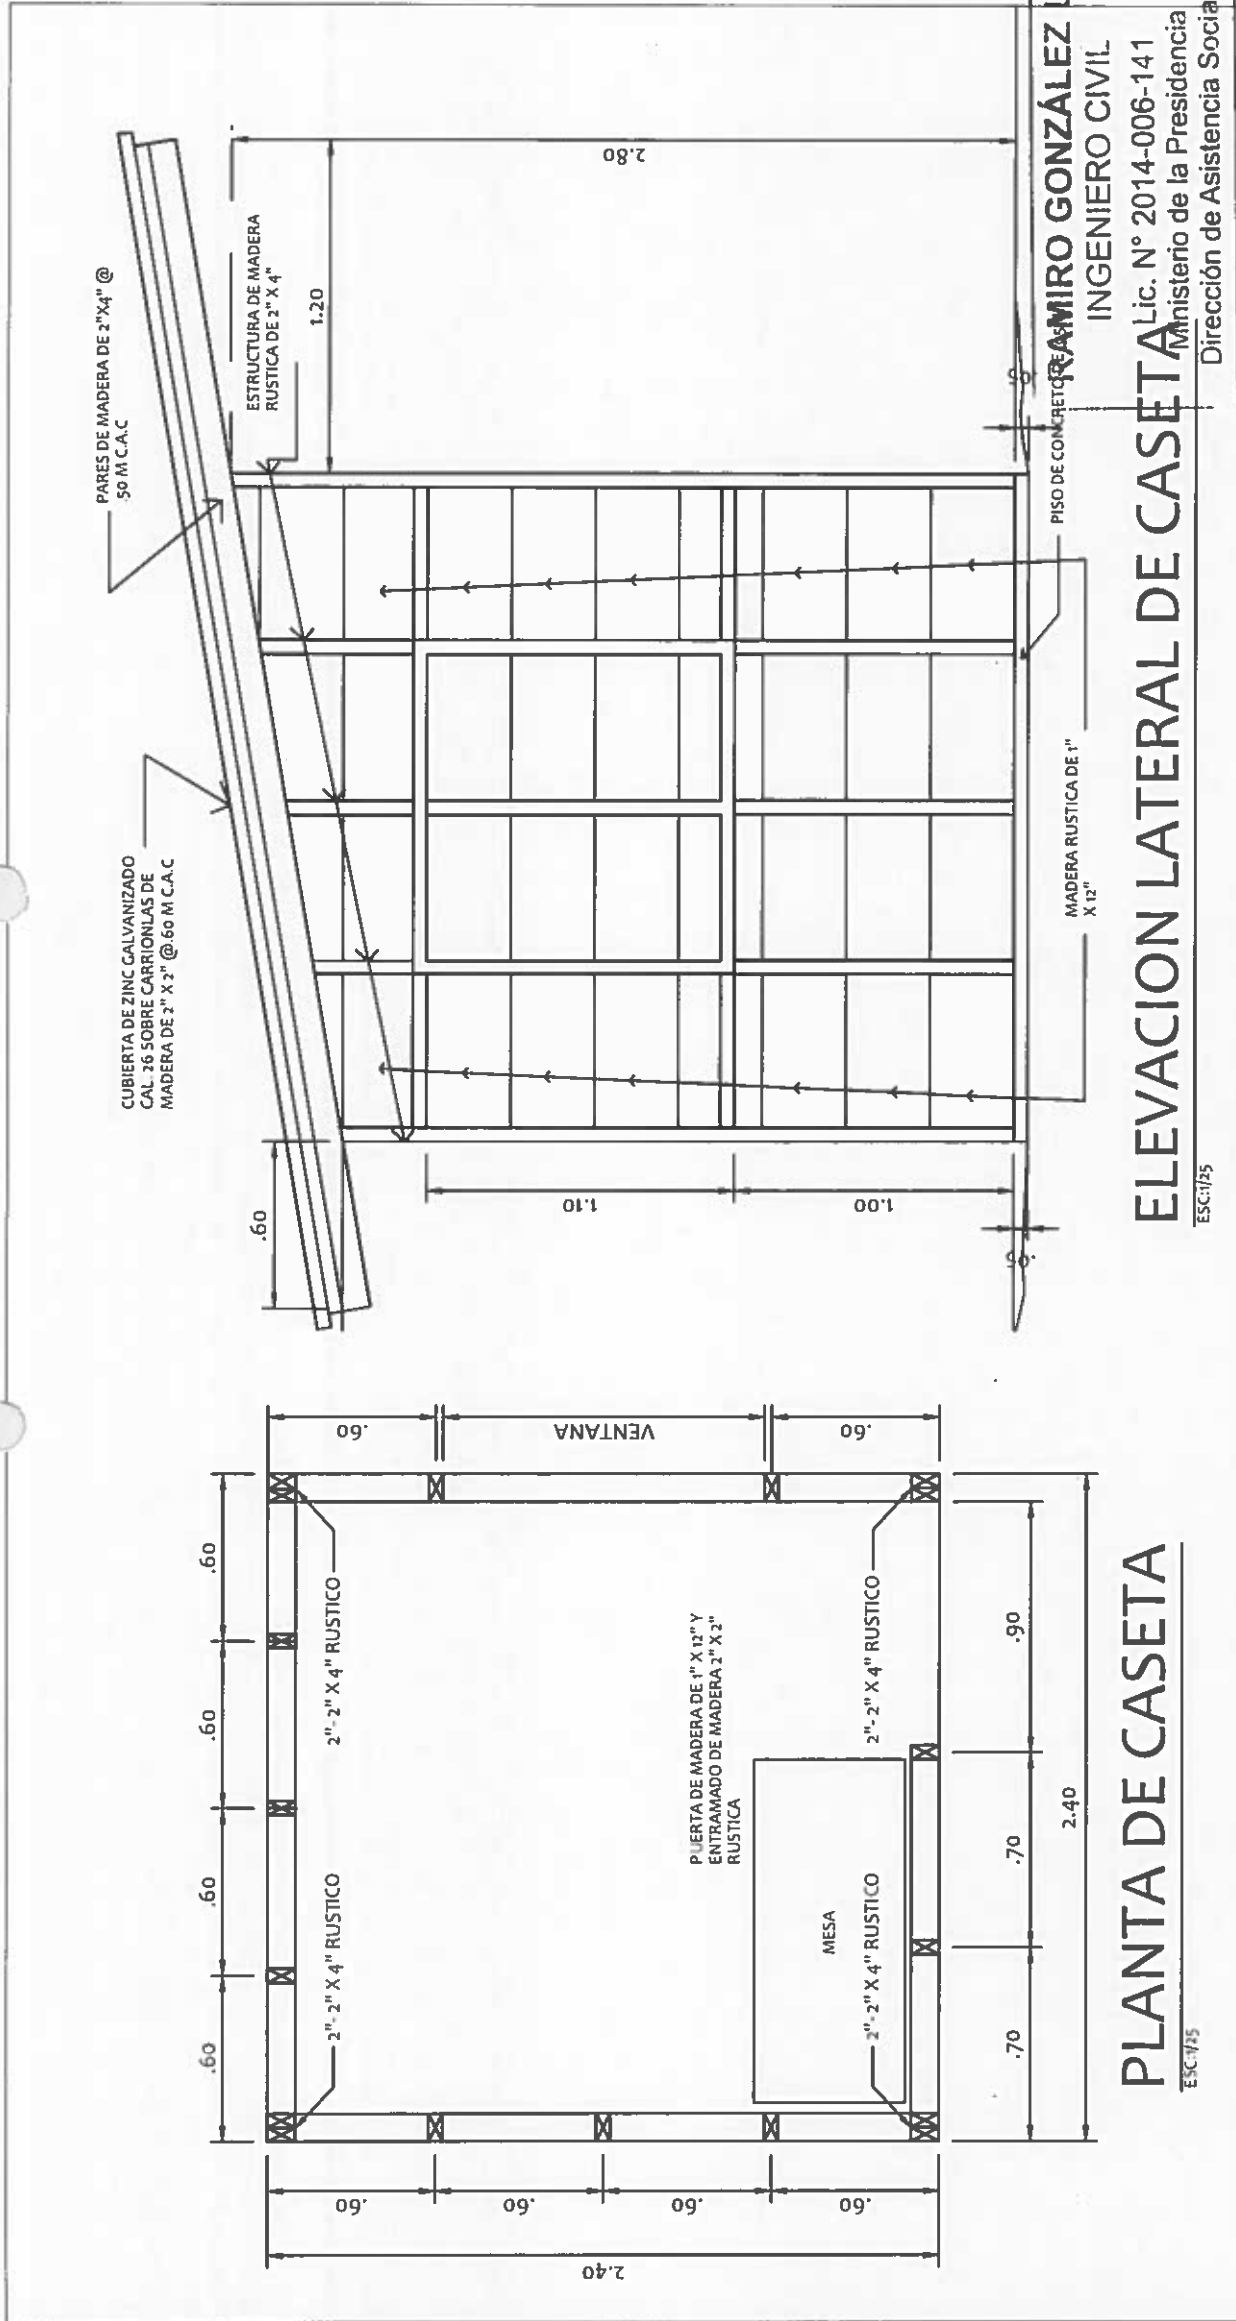 .60
.60
.60
.60
2"- 2" X 4" RUSTICO
2"- 2" X 4" RUSTICO
.60
VENTANA
.60
.60
.60
.60
.60
2.40
PUERTA DE MADERA DE 1" X 12" Y
ENTRAMADO DE MADERA 2" X 2"
RUSTICA
MESA
2"- 2" X 4" RUSTICO
2"- 2" X 4" RUSTICO
.70
.70
.90
2.40
PLANTA DE CASETA
ESC:1/25
PARES DE MADERA DE 2"X4" @
.50 M C.A.C
CUBIERTA DE ZINC GALVANIZADO
CAL. 26 SOBRE CARRIONLAS DE
MADERA DE 2" X 2" @.60 M C.A.C
ESTRUCTURA DE MADERA
RUSTICA DE 2" X 4"
.60
1.20
2.80
1.10
1.00
.05
.05
PISO DE CONCRETO DE
MADERA RUSTICA DE 1"
X 12"
ELEVACION LATERAL DE CASETA
ESC:1/25
RAMIRO GONZÁLEZ
INGENIERO CIVIL
Lic. N° 2014-006-141
Ministerio de la Presidencia
Dirección de Asistencia Socia